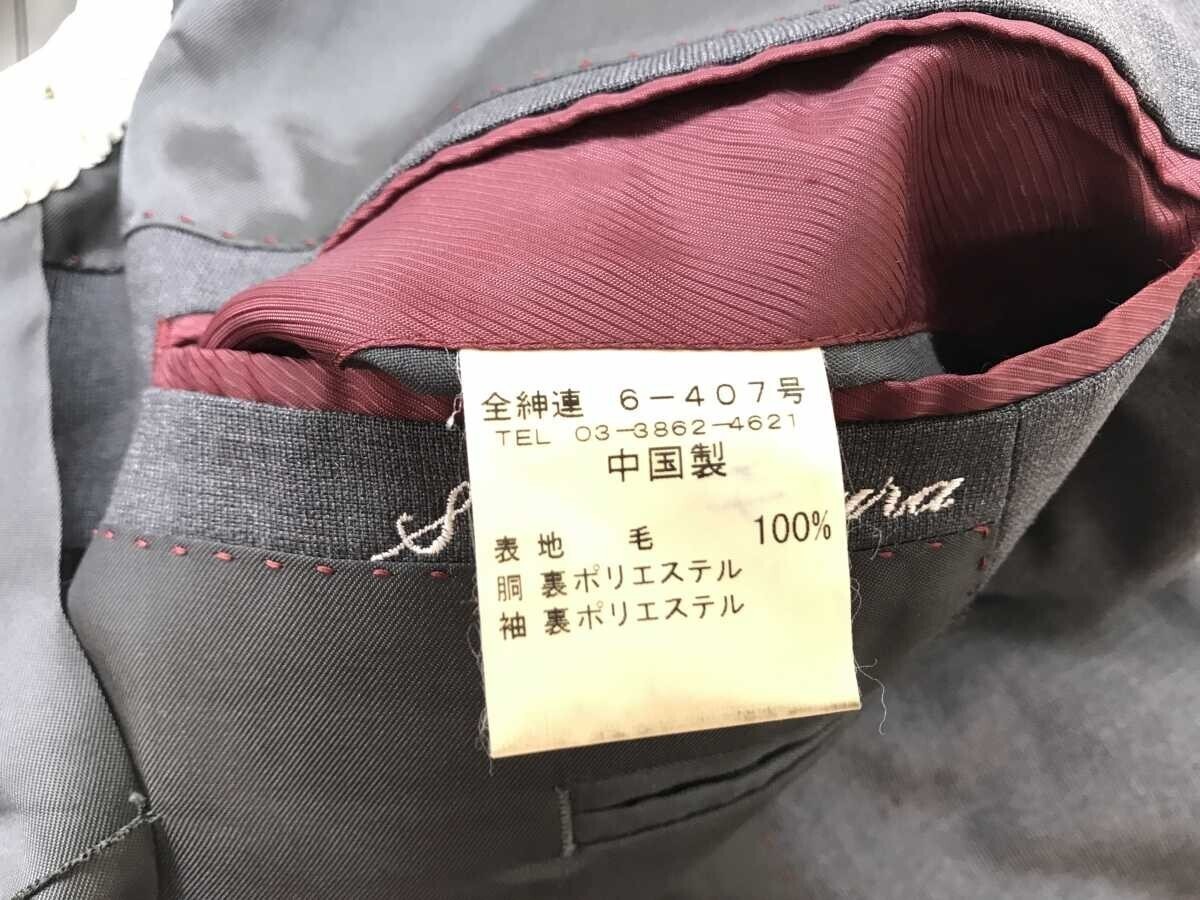 全紳連 6-407号
TEL 03-3862-4621
中国製
表地 毛 100%
胴裏ポリエステル
袖裏ポリエステル